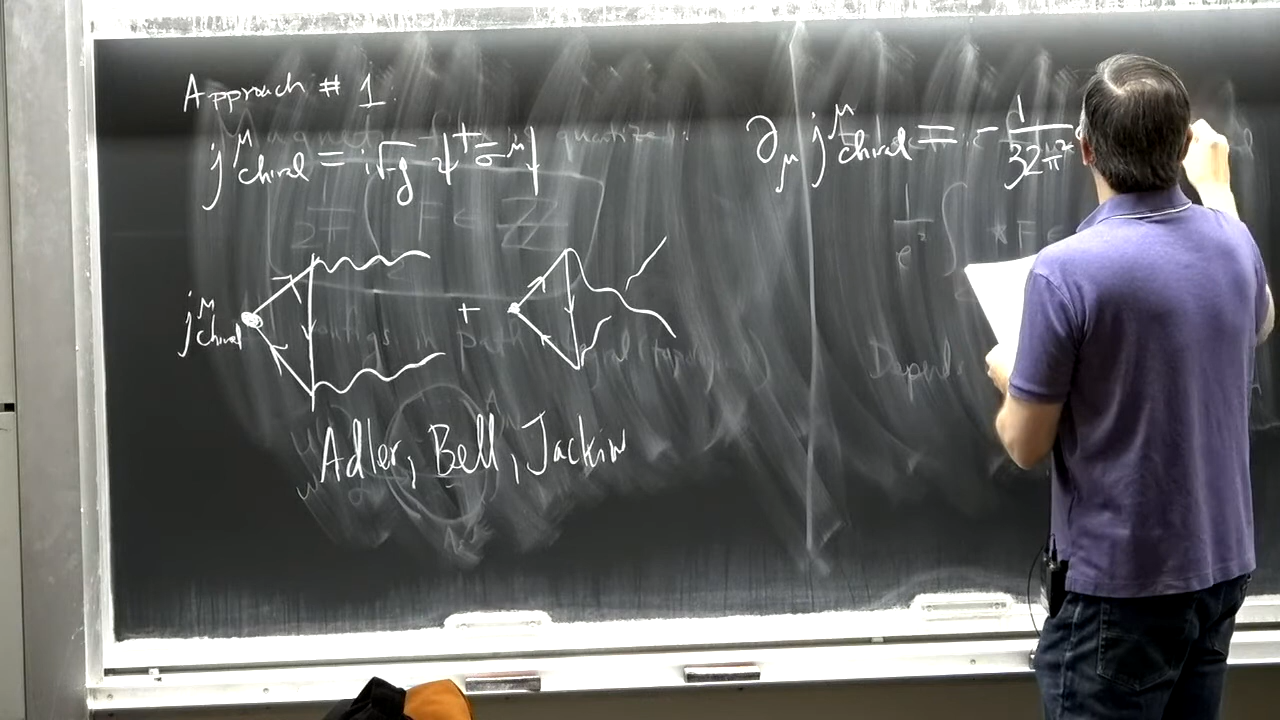 Approach # 1:
j^μ_chiral = i√-g ψ^† σ̄^μ ψ
j^μ_chiral
+
Adler, Bell, Jackiw
∂_μ j^μ_chiral = - 1/32π²